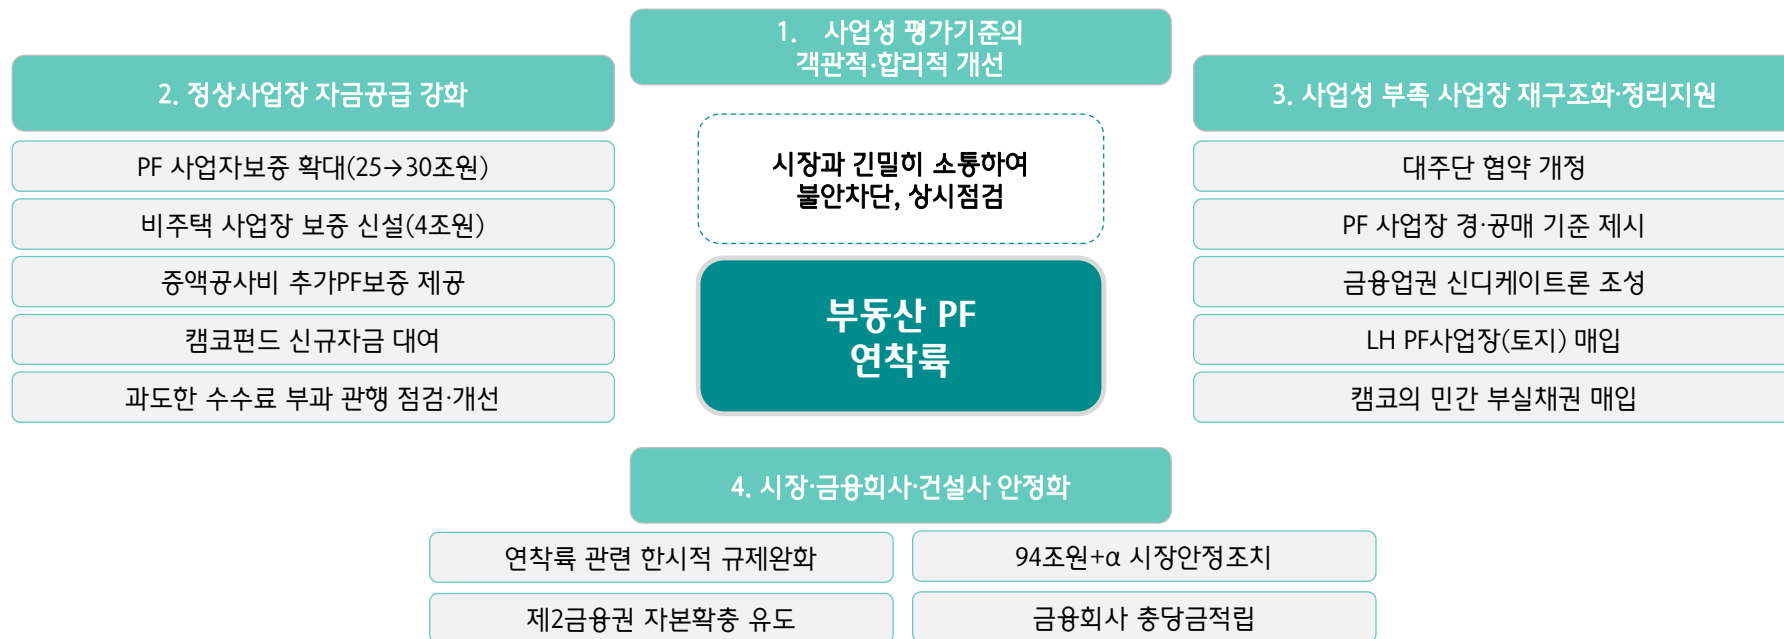 1. 사업성 평가기준의
객관적·합리적 개선
2. 정상사업장 자금공급 강화
PF 사업자보증 확대(25→30조원)
비주택 사업장 보증 신설(4조원)
증액공사비 추가PF보증 제공
캠코펀드 신규자금 대여
과도한 수수료 부과 관행 점검·개선
시장과 긴밀히 소통하여
불안차단, 상시점검
부동산 PF
연착륙
3. 사업성 부족 사업장 재구조화·정리지원
대주단 협약 개정
PF 사업장 경·공매 기준 제시
금융업권 신디케이트론 조성
LH PF사업장(토지) 매입
캠코의 민간 부실채권 매입
4. 시장·금융회사·건설사 안정화
연착륙 관련 한시적 규제완화
94조원+α 시장안정조치
제2금융권 자본확충 유도
금융회사 충당금적립